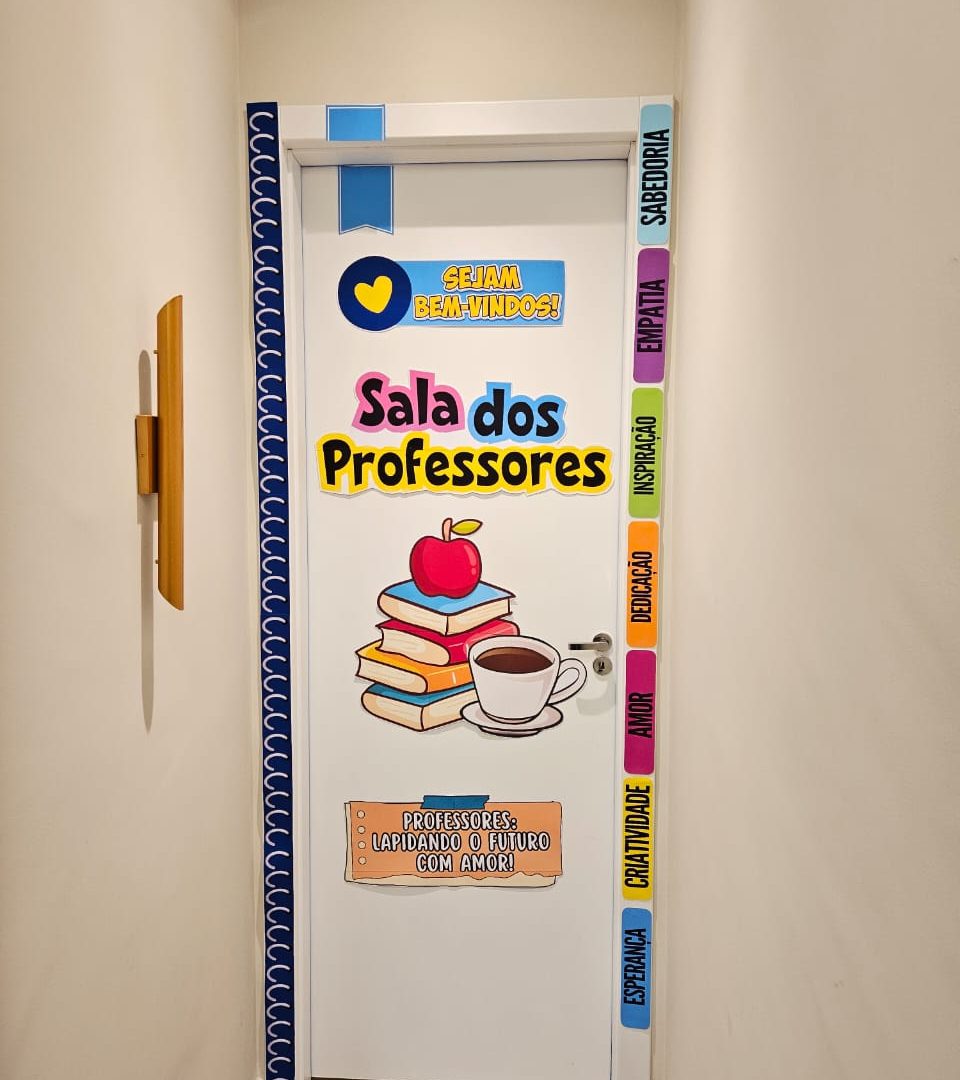 SEJAM
BEM-VINDOS!
Sala dos
Professores
PROFESSORES:
LAPIDANDO O FUTURO
COM AMOR!
SABEDORIA
EMPATIA
INSPIRAÇÃO
DEDICAÇÃO
AMOR
CRIATIVIDADE
ESPERANÇA